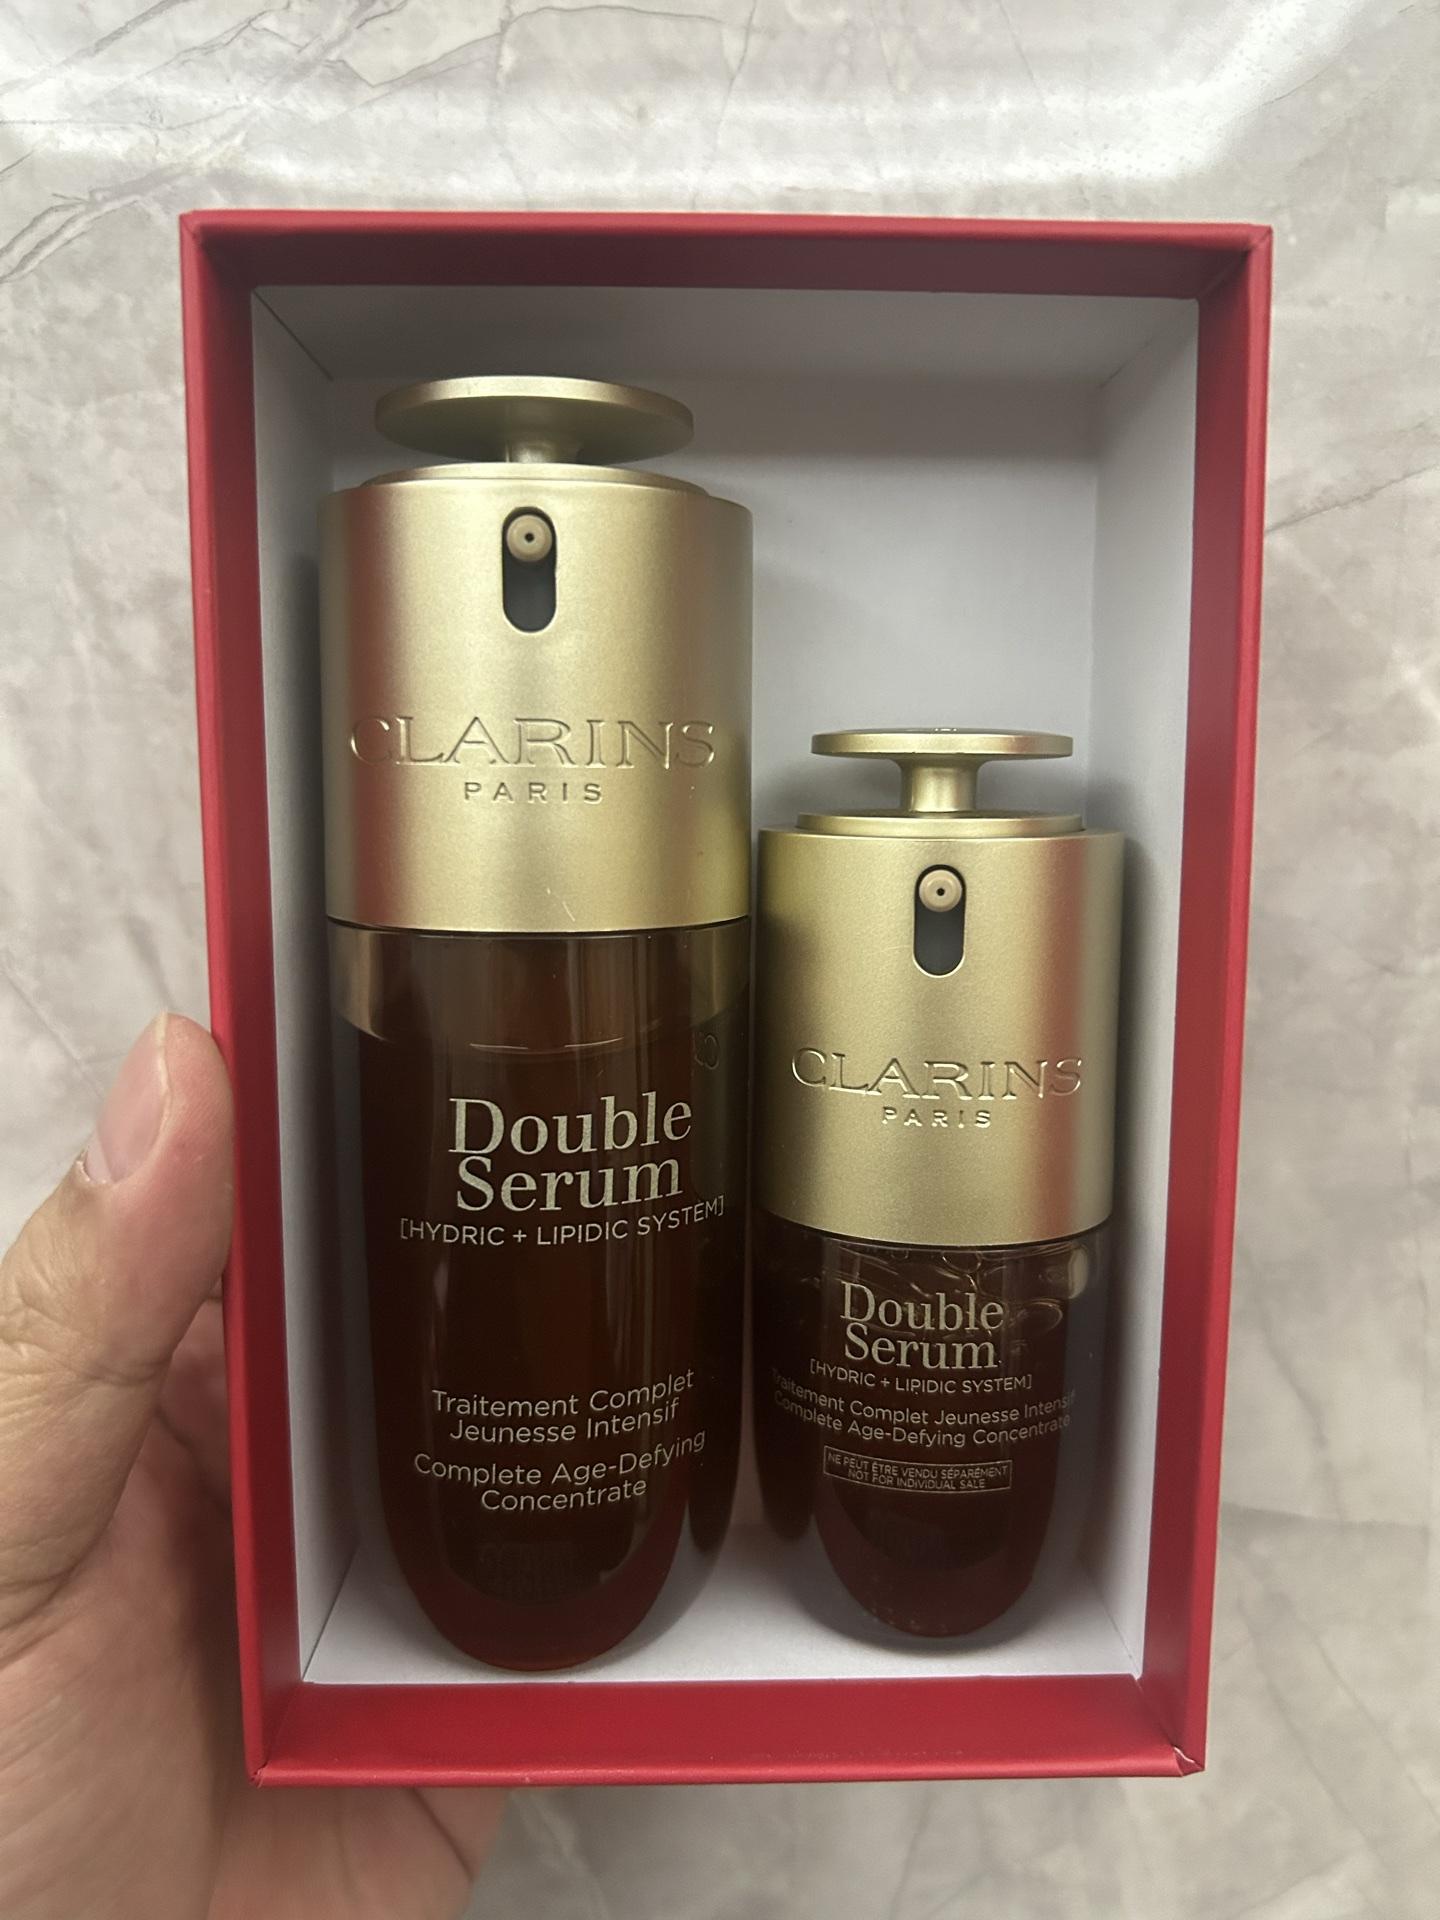 CLARINS
PARIS
Double
Serum
[HYDRIC + LIPIDIC SYSTEM]
Traitement Complet
Jeunesse Intensif
Complete Age-Defying
Concentrate
CLARINS
PARIS
Double
Serum
[HYDRIC + LIPIDIC SYSTEM]
Traitement Complet Jeunesse Intensif
Complete Age-Defying Concentrate
NE PEUT ÊTRE VENDU SÉPARÉMENT
NOT FOR INDIVIDUAL SALE